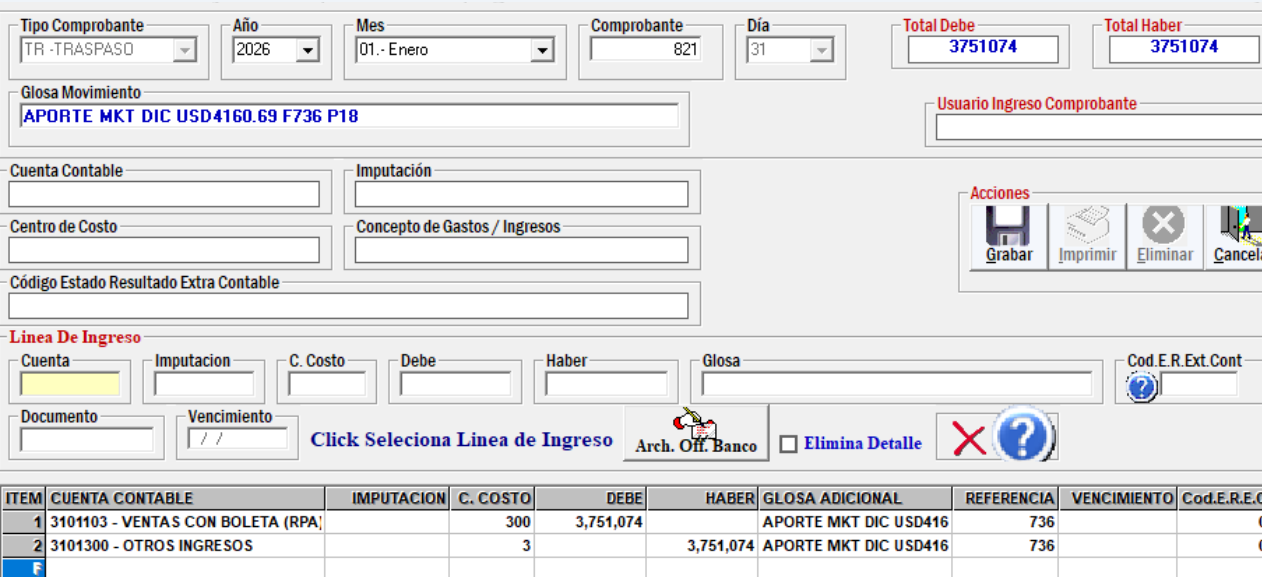 Tipo Comprobante Año Mes Comprobante Día Total Debe Total Haber
TR -TRASPASO 2026 01.- Enero 821 31 3751074 3751074
Glosa Movimiento
APORTE MKT DIC USD4160.69 F736 P18
Usuario Ingreso Comprobante
Cuenta Contable Imputación
Acciones
Centro de Costo Concepto de Gastos / Ingresos
Grabar Imprimir Eliminar Cancela
Código Estado Resultado Extra Contable
Linea De Ingreso
Cuenta Imputacion C. Costo Debe Haber Glosa Cod.E.R.Ext.Cont
Documento Vencimiento
/ / Click Seleciona Linea de Ingreso Arch. Off. Banco Elimina Detalle
ITEM CUENTA CONTABLE IMPUTACION C. COSTO DEBE HABER GLOSA ADICIONAL REFERENCIA VENCIMIENTO Cod.E.R.E.
1 3101103 - VENTAS CON BOLETA (RPA) 300 3,751,074 APORTE MKT DIC USD416 736
2 3101300 - OTROS INGRESOS 3 3,751,074 APORTE MKT DIC USD416 736
F